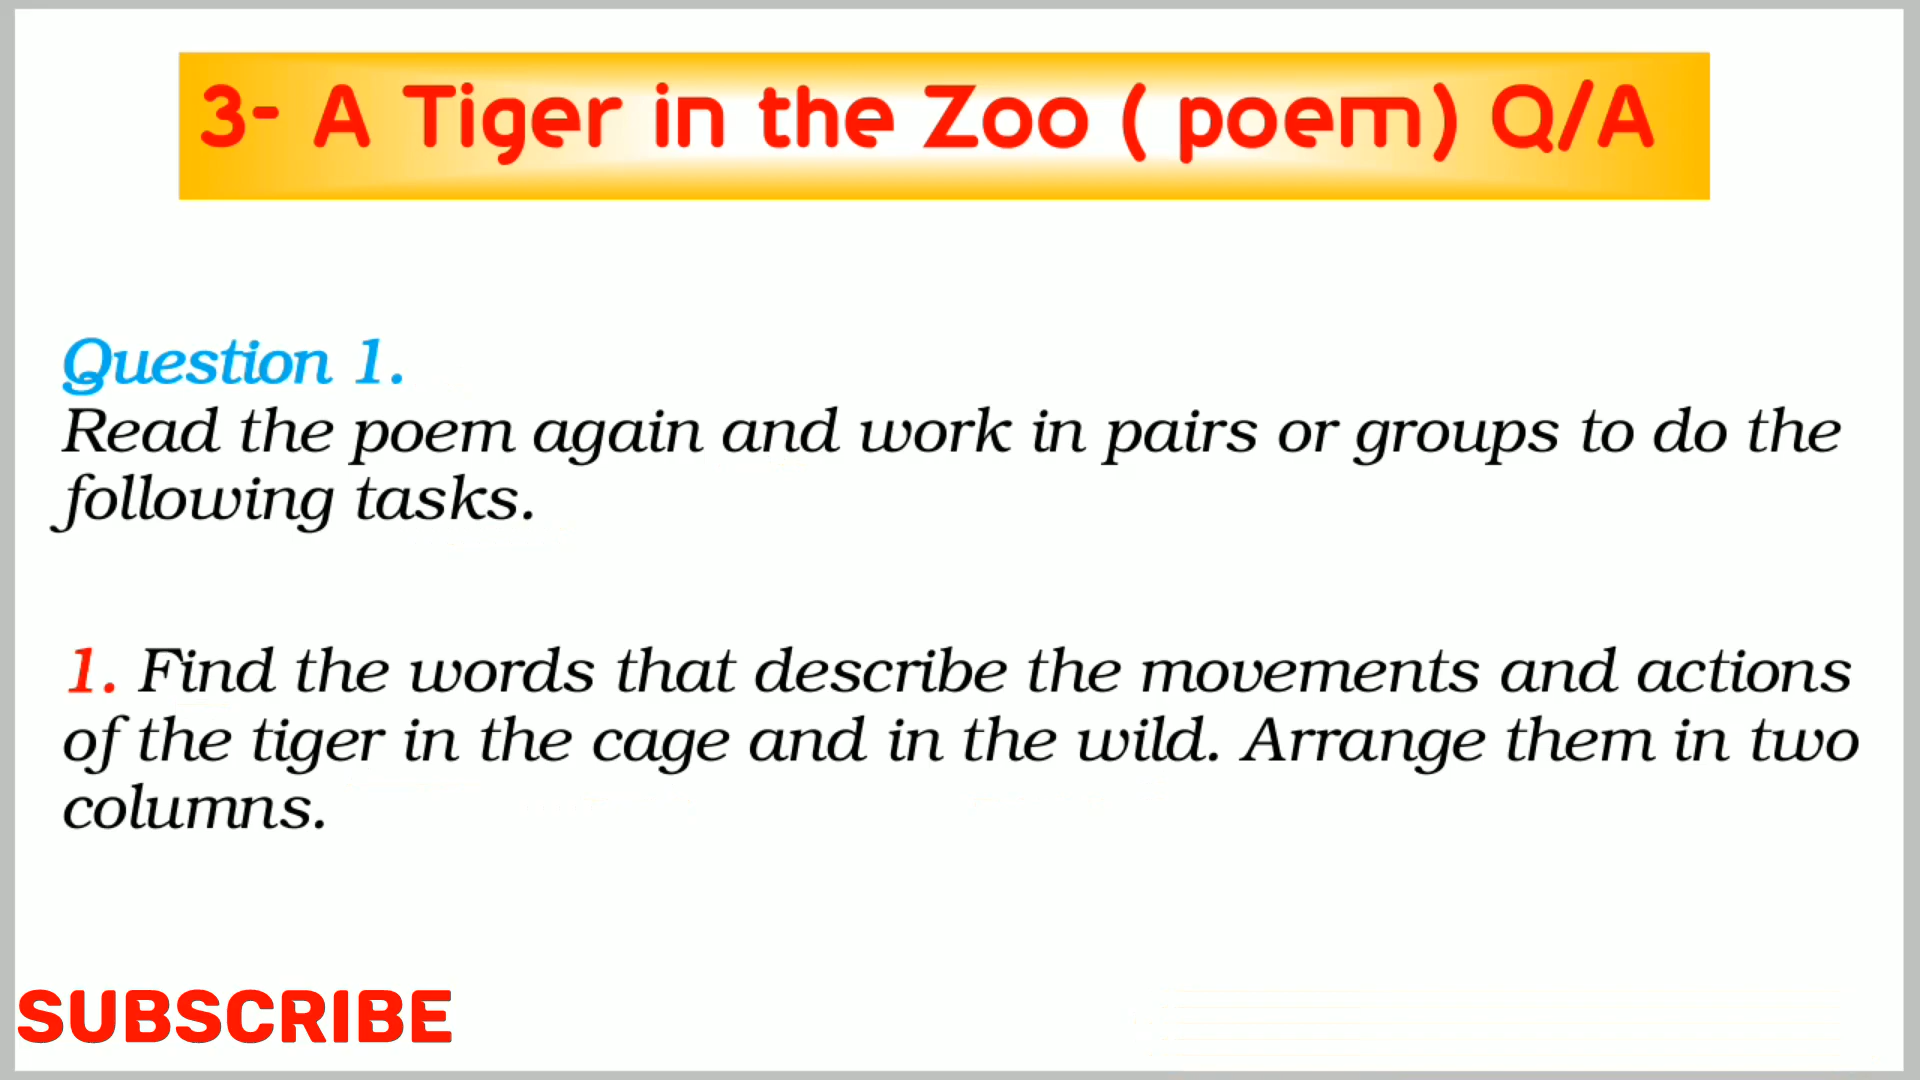 3- A Tiger in the Zoo ( poem) Q/A
Question 1.
Read the poem again and work in pairs or groups to do the
following tasks.
1. Find the words that describe the movements and actions
of the tiger in the cage and in the wild. Arrange them in two
columns.
SUBSCRIBE